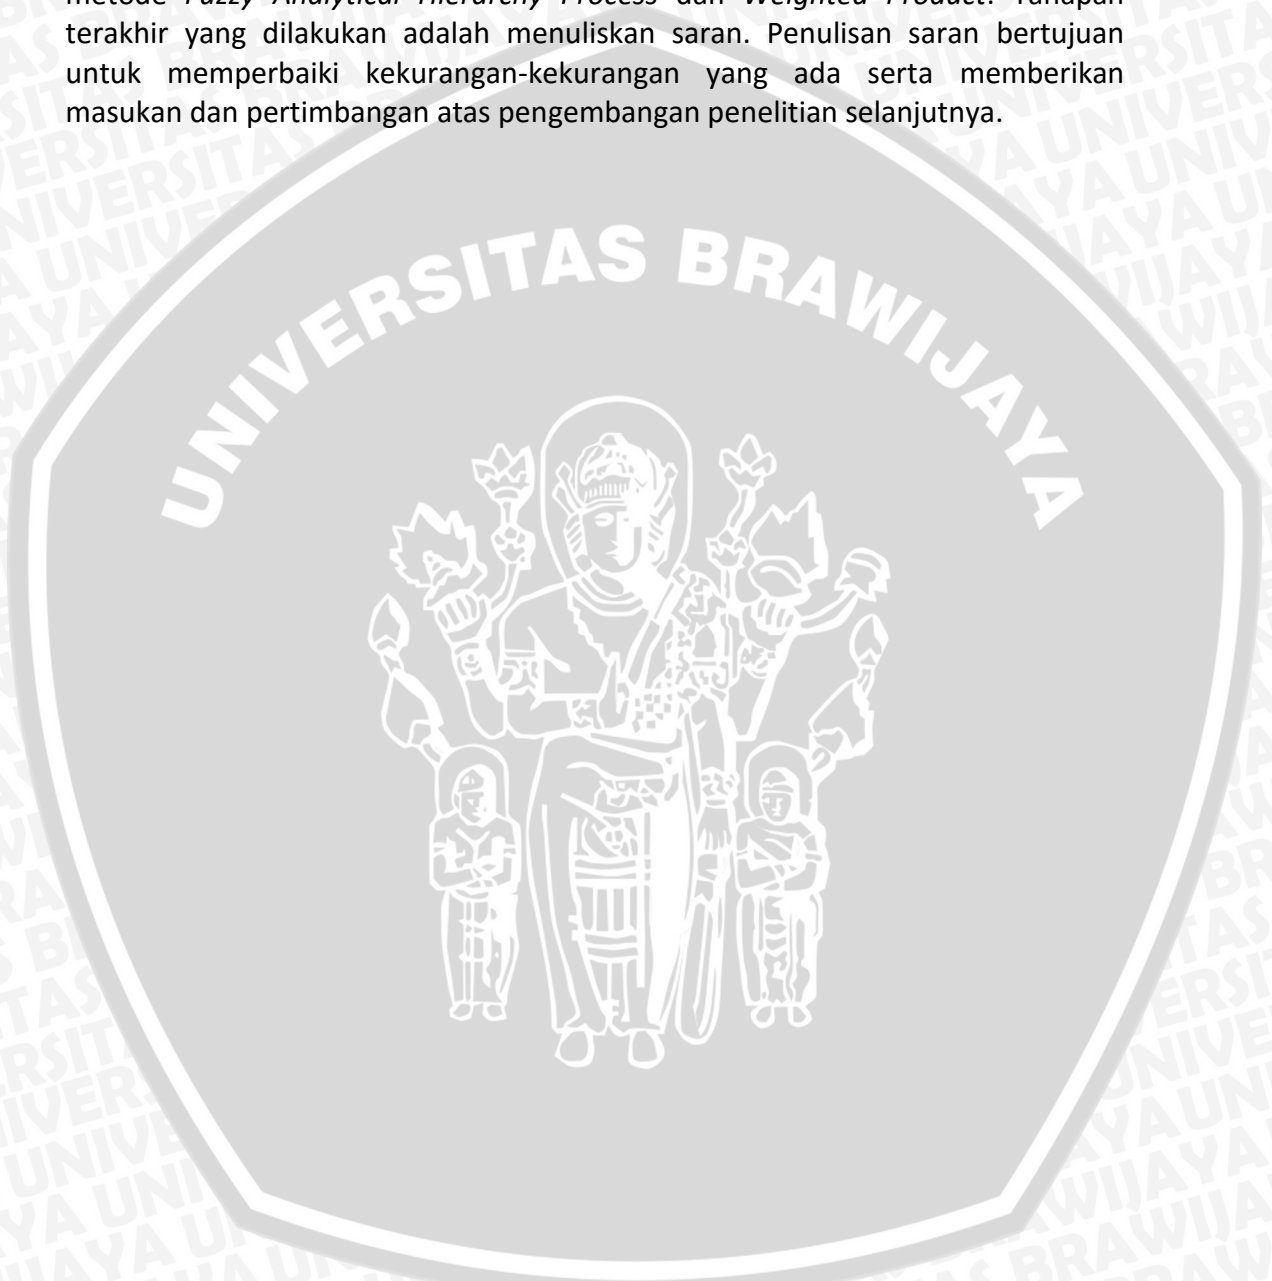 metode Fuzzy Analytical Hierarchy Process dan Weighted Product. Tahapan
terakhir yang dilakukan adalah menuliskan saran. Penulisan saran bertujuan
untuk memperbaiki kekurangan-kekurangan yang ada serta memberikan
masukan dan pertimbangan atas pengembangan penelitian selanjutnya.
UNIVERSITAS BRAWIJAYA